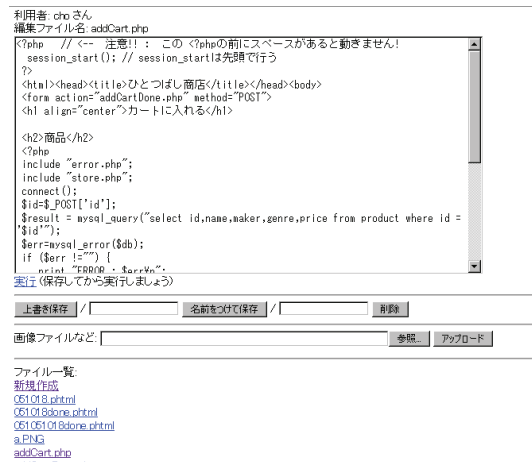 利用者: cho さん
編集ファイル名: addCart.php
<?php   // <--  注意!! :  この <?phpの前にスペースがあると動きません!
session_start(); // session_startは先頭で行う
?>
<html><head><title>ひとつばし商店</title></head><body>
<form action="addCartDone.php" method="POST">
<h1 align="center">カートに入れる</h1>
<h2>商品</h2>
<?php
include "error.php";
include "store.php";
connect();
$id=$_POST['id'];
$result = mysql_query("select id,name,maker,genre,price from product where id =
'$id'");
$err=mysql_error($db);
if ($err !="") {
print "ERROR : $err¥n";
実行 (保存してから実行しましょう)
上書き保存 / 名前をつけて保存 / 削除
画像ファイルなど: 参照... アップロード
ファイル一覧:
新規作成
051018.phtml
051018done.phtml
051051018done.phtml
a.PNG
addCart.php